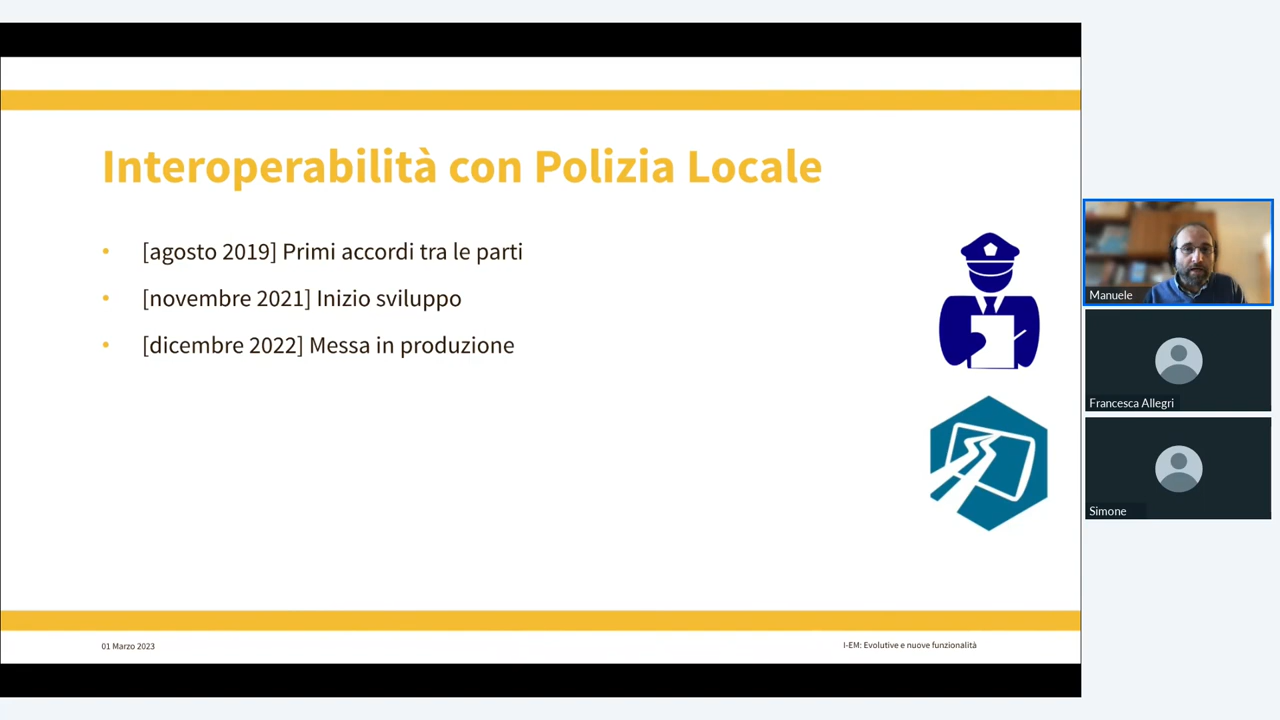 Interoperabilità con Polizia Locale
• [agosto 2019] Primi accordi tra le parti
• [novembre 2021] Inizio sviluppo
• [dicembre 2022] Messa in produzione
01 Marzo 2023
I-EM: Evolutive e nuove funzionalità
Manuele
Francesca Allegri
Simone